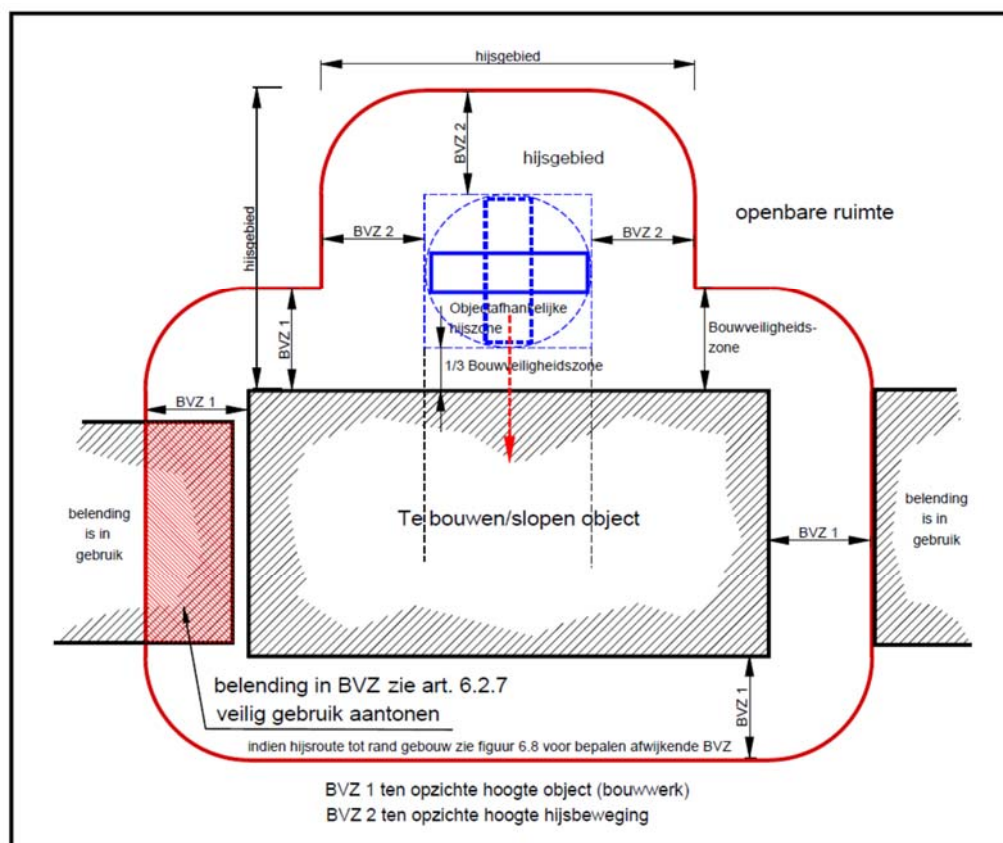 hijsgebied
BVZ 2
hijsgebied
hijsgebied
openbare ruimte
BVZ 2
BVZ 2
Objectafhankelijke
hijszone
BVZ 1
Bouwveiligheids-
zone
1/3 Bouwveiligheidszone
BVZ 1
belending
is in
gebruik
Te bouwen/slopen object
belending
is in
gebruik
BVZ 1
belending in BVZ zie art. 6.2.7
veilig gebruik aantonen
BVZ 1
indien hijsroute tot rand gebouw zie figuur 6.8 voor bepalen afwijkende BVZ
BVZ 1 ten opzichte hoogte object (bouwwerk)
BVZ 2 ten opzichte hoogte hijsbeweging